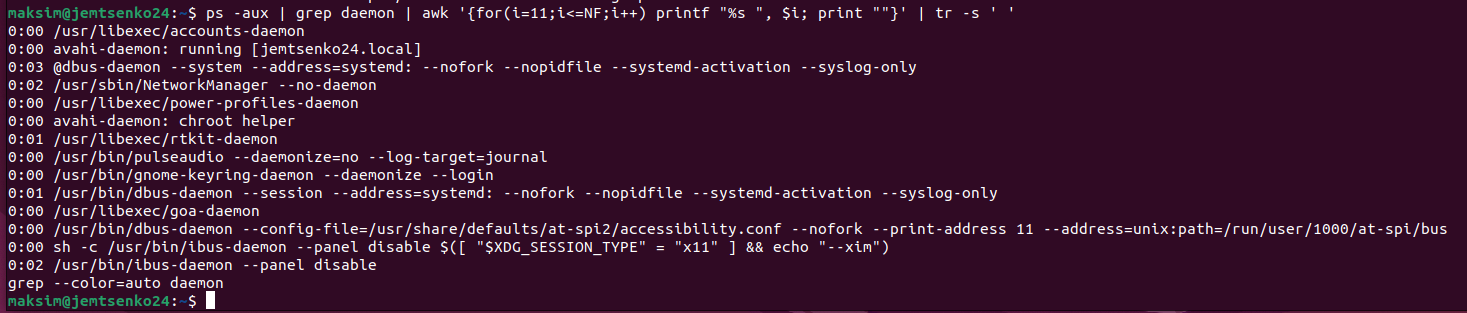 maksim@jemtsenko24:~$ ps -aux | grep daemon | awk '{for(i=11;i<=NF;i++) printf "%s ", $i; print ""}' | tr -s ' '
0:00 /usr/libexec/accounts-daemon
0:00 avahi-daemon: running [jemtsenko24.local]
0:03 @dbus-daemon --system --address=systemd: --nofork --nopidfile --systemd-activation --syslog-only
0:02 /usr/sbin/NetworkManager --no-daemon
0:00 /usr/libexec/power-profiles-daemon
0:00 avahi-daemon: chroot helper
0:01 /usr/libexec/rtkit-daemon
0:00 /usr/bin/pulseaudio --daemonize=no --log-target=journal
0:00 /usr/bin/gnome-keyring-daemon --daemonize --login
0:01 /usr/bin/dbus-daemon --session --address=systemd: --nofork --nopidfile --systemd-activation --syslog-only
0:00 /usr/libexec/goa-daemon
0:00 /usr/bin/dbus-daemon --config-file=/usr/share/defaults/at-spi2/accessibility.conf --nofork --print-address 11 --address=unix:path=/run/user/1000/at-spi/bus
0:00 sh -c /usr/bin/ibus-daemon --panel disable $([ "$XDG_SESSION_TYPE" = "x11" ] && echo "--xim")
0:02 /usr/bin/ibus-daemon --panel disable
grep --color=auto daemon
maksim@jemtsenko24:~$